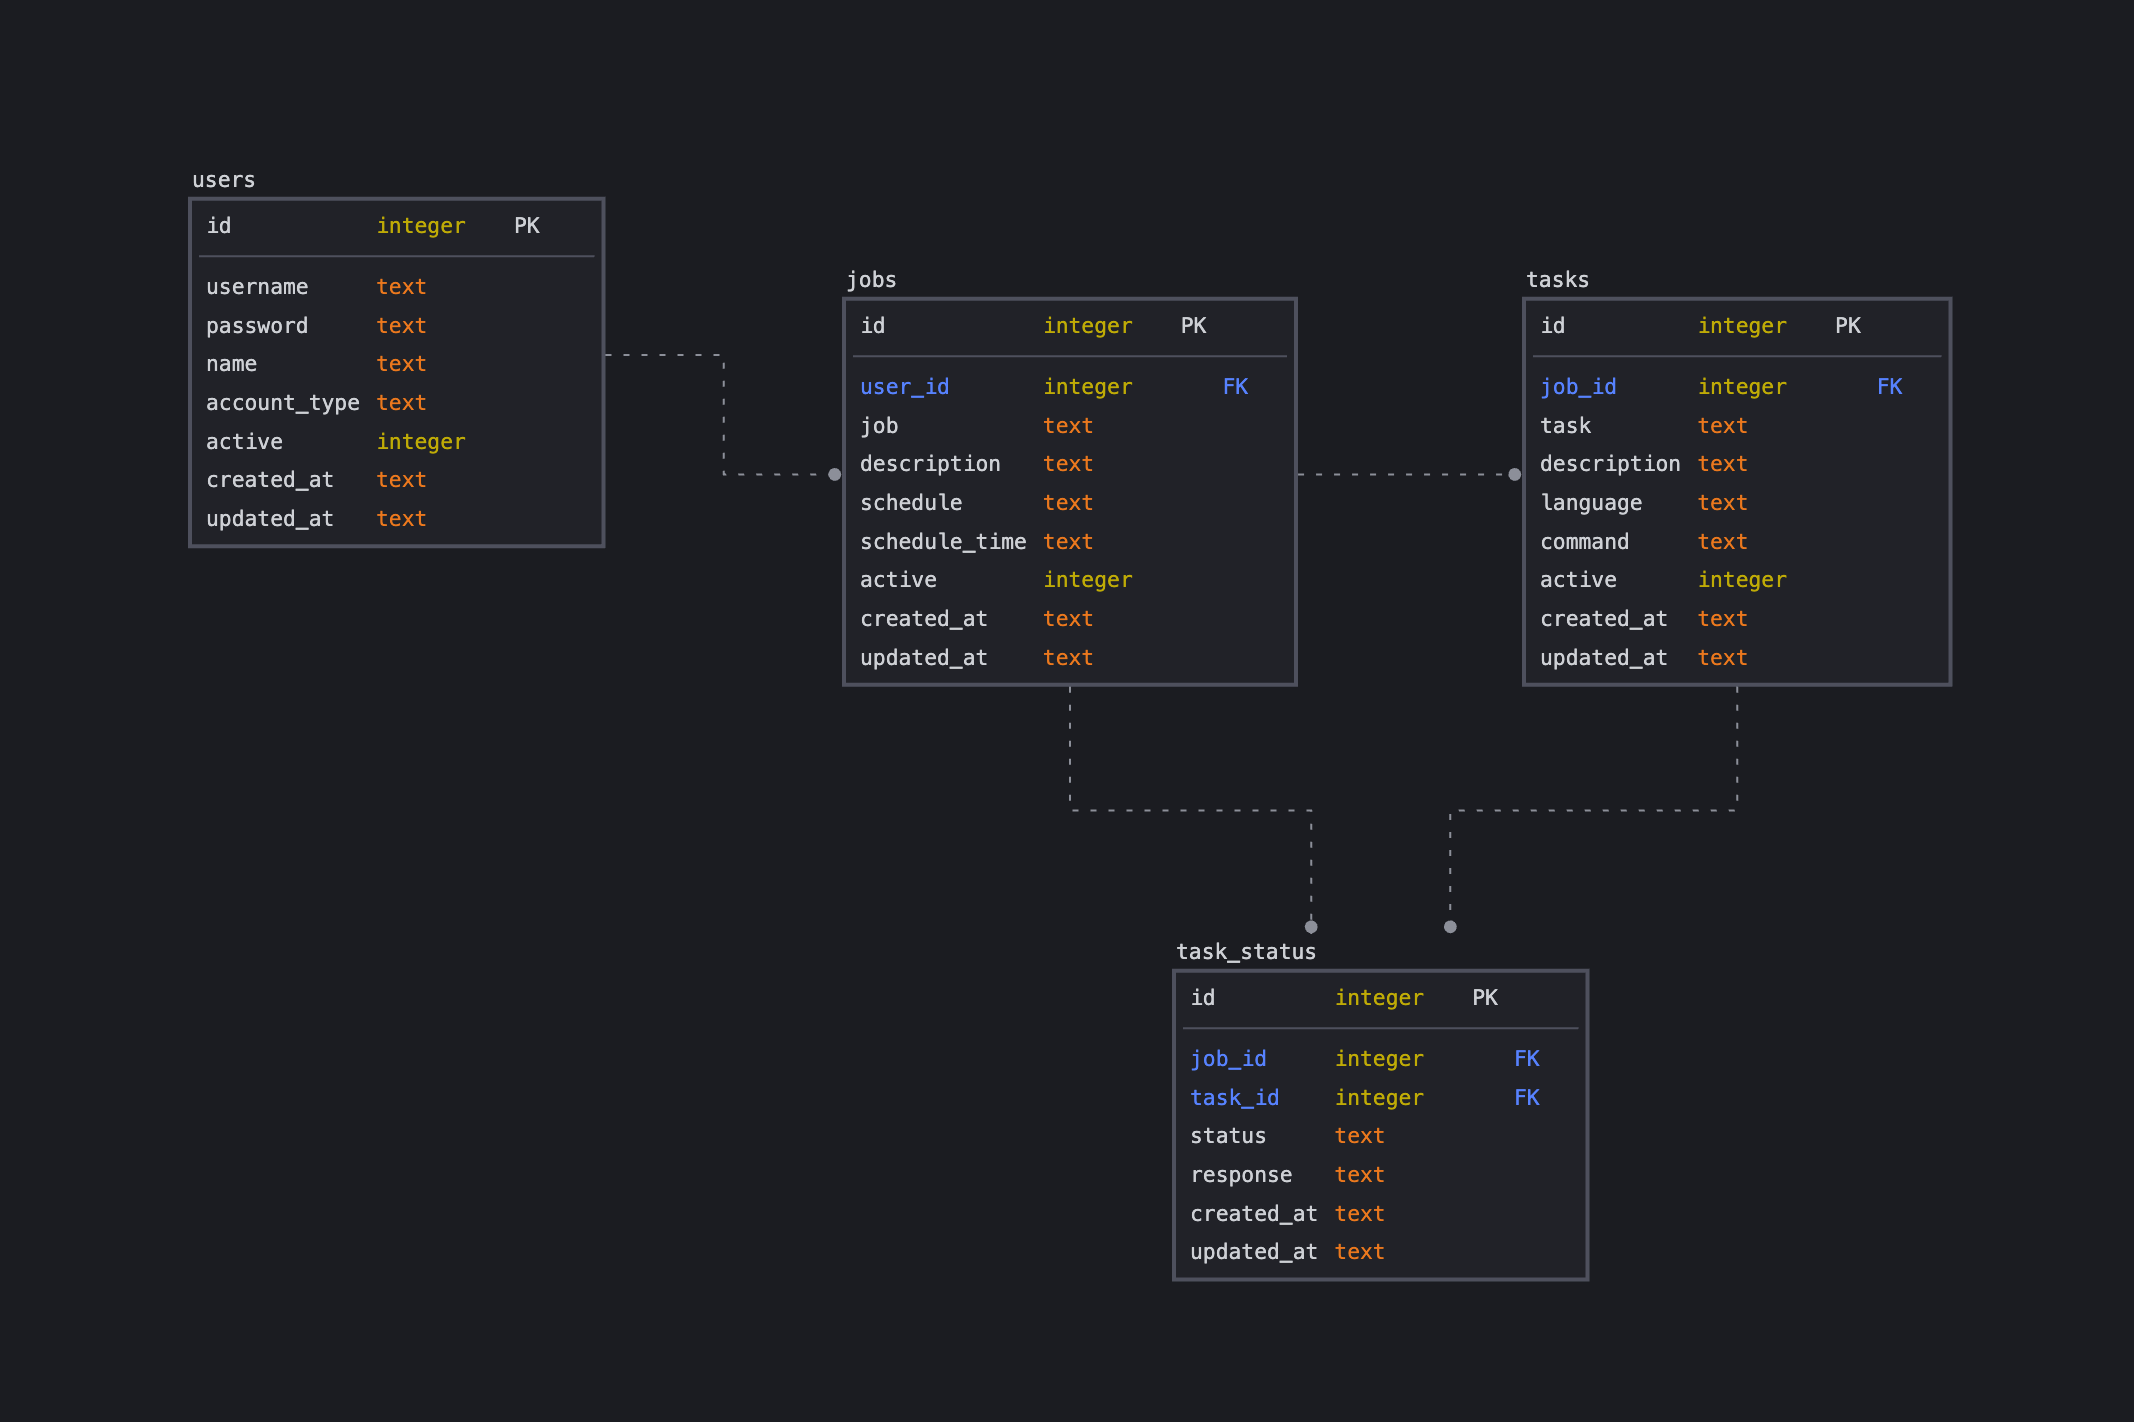 users
id integer PK
username text
password text
name text
account_type text
active integer
created_at text
updated_at text
jobs
id integer PK
user_id integer FK
job text
description text
schedule text
schedule_time text
active integer
created_at text
updated_at text
tasks
id integer PK
job_id integer FK
task text
description text
language text
command text
active integer
created_at text
updated_at text
task_status
id integer PK
job_id integer FK
task_id integer FK
status text
response text
created_at text
updated_at text